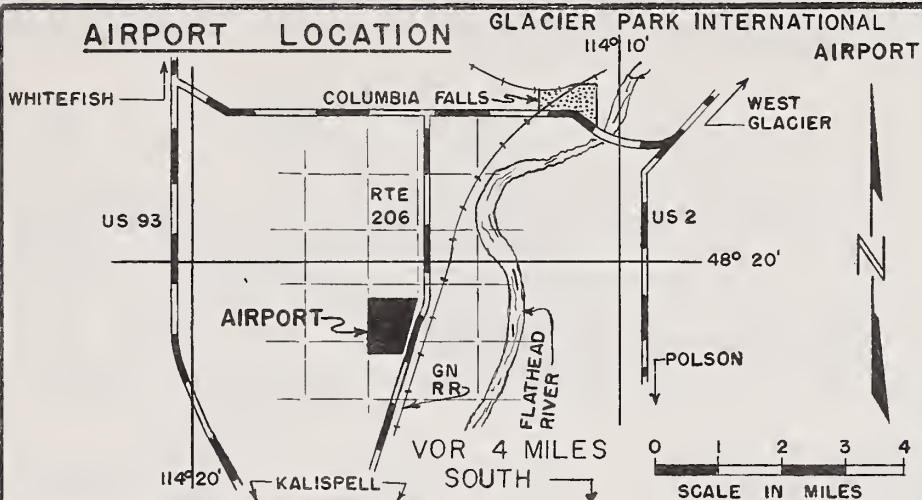 AIRPORT LOCATION
GLACIER PARK INTERNATIONAL
AIRPORT
114° 10'
WHITEFISH
COLUMBIA FALLS
WEST
GLACIER
RTE
206
US 93
US 2
48° 20'
N
AIRPORT
GN
RR
FLATHEAD
RIVER
POLSON
VOR 4 MILES
SOUTH
114° 20'
KALISPELL
0 1 2 3 4
SCALE IN MILES